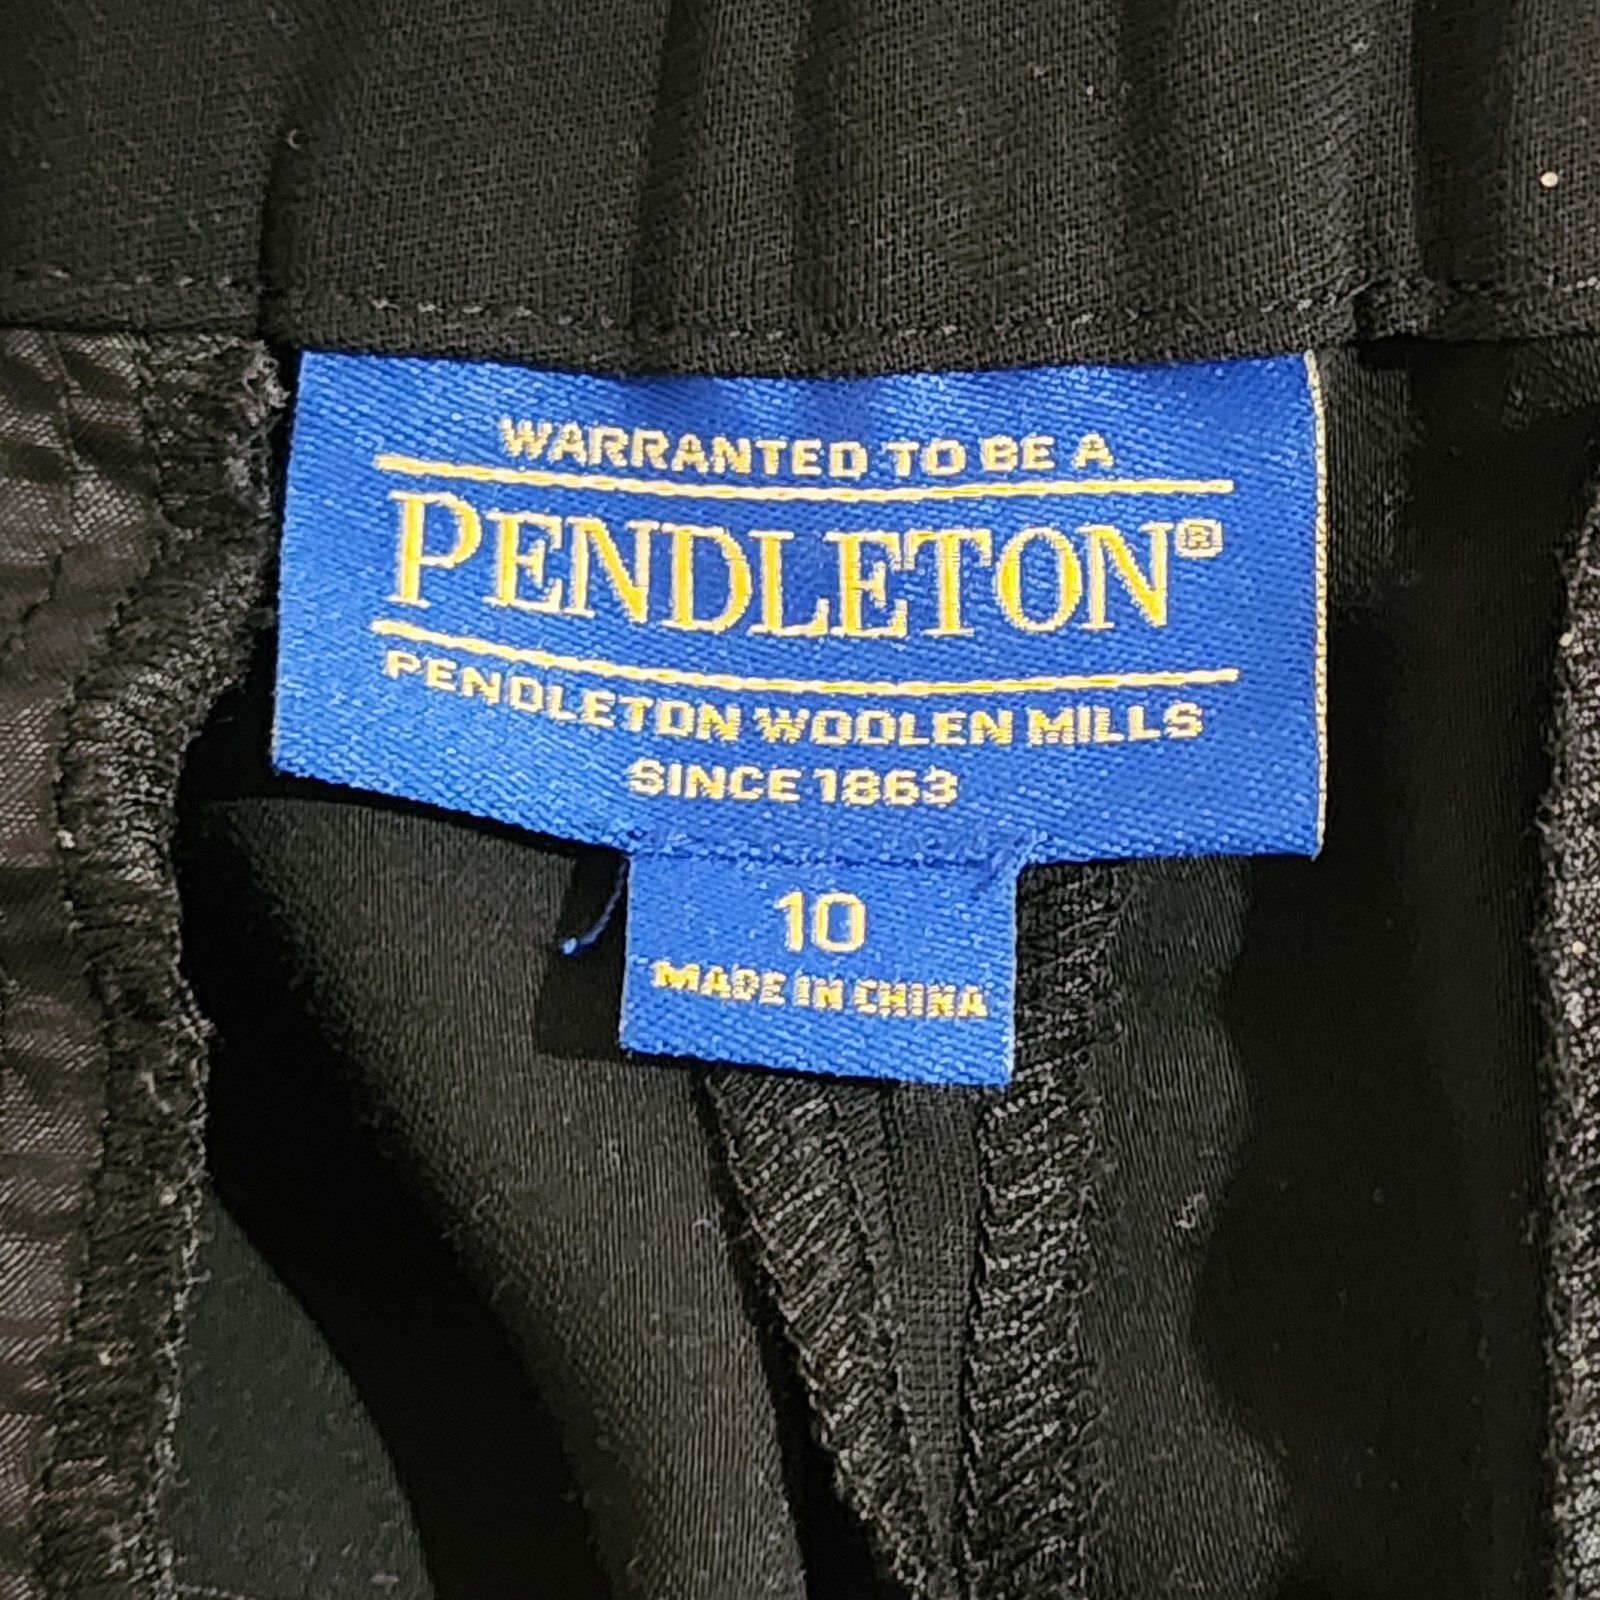 WARRANTED TO BE A
PENDLETON®
PENDLETON WOOLEN MILLS
SINCE 1863
10
MADE IN CHINA